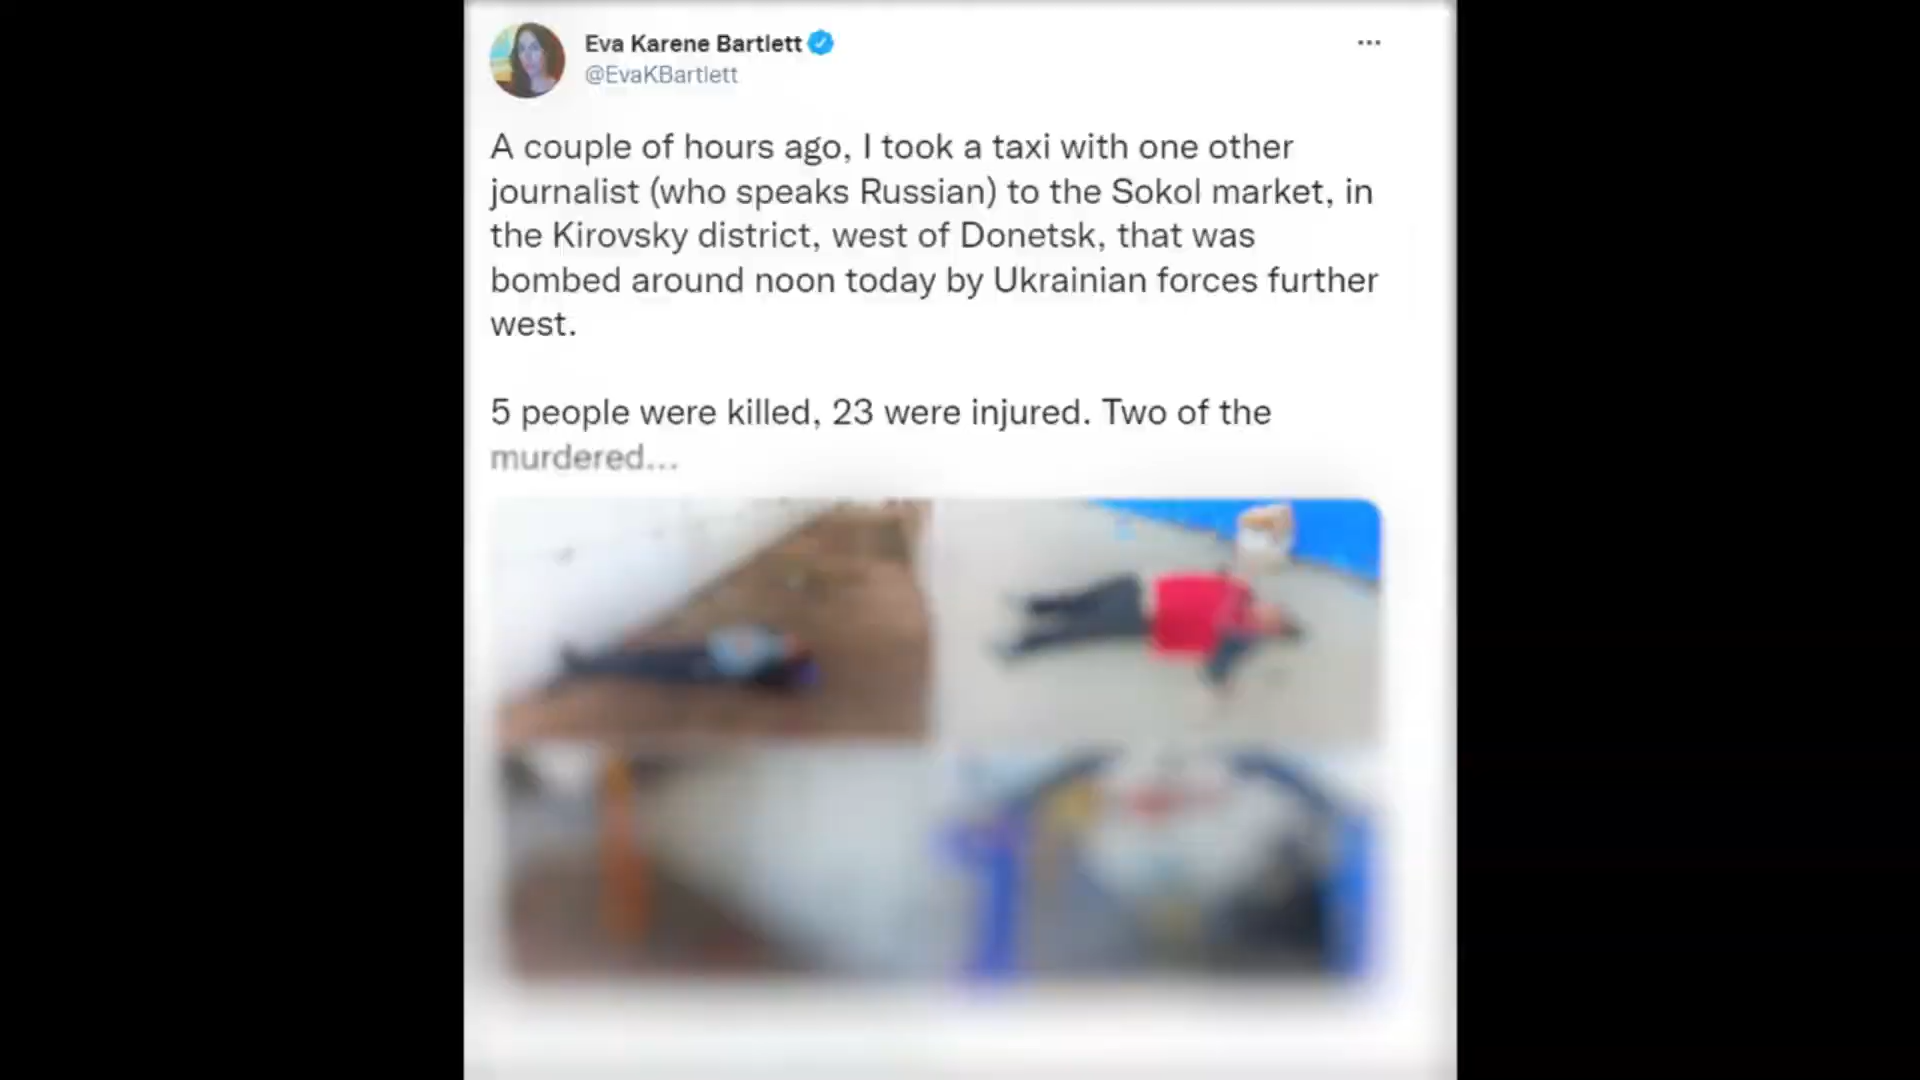 Eva Karene Bartlett
@EvaKBartlett
A couple of hours ago, I took a taxi with one other
journalist (who speaks Russian) to the Sokol market, in
the Kirovsky district, west of Donetsk, that was
bombed around noon today by Ukrainian forces further
west.
5 people were killed, 23 were injured. Two of the
murdered...